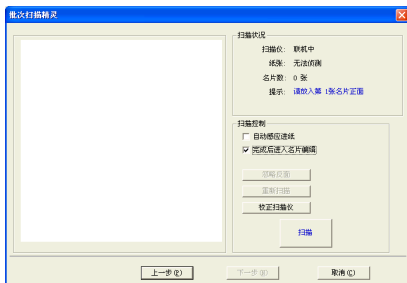 批次扫描精灵
扫描状况
扫描仪: 联机中
纸张: 无法侦测
名片数: 0 张
提示: 请放入第 1张名片正面
扫描控制
自动感应进纸
完成后进入名片编辑
忽略反面
重新扫描
校正扫描仪
扫描
上一步(P)
下一步(N)
取消(C)